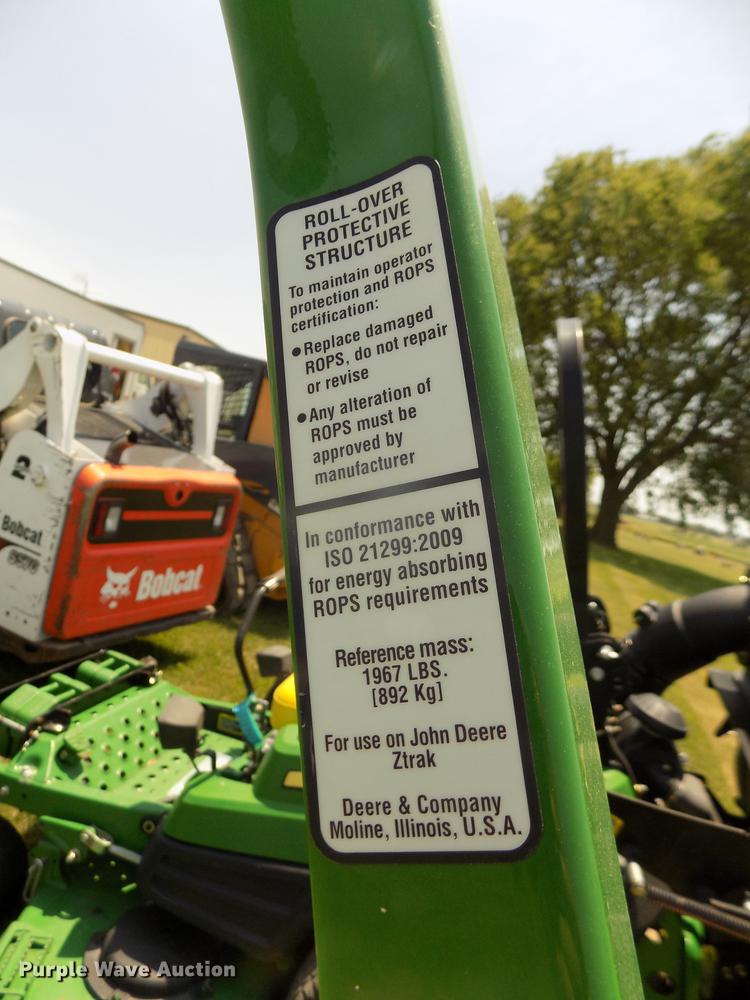 ROLL-OVER
PROTECTIVE
STRUCTURE
To maintain operator
protection and ROPS
certification:
•Replace damaged
ROPS, do not repair
or revise
•Any alteration of
ROPS must be
approved by
manufacturer
In conformance with
ISO 21299:2009
for energy absorbing
ROPS requirements
Reference mass:
1967 LBS.
[892 Kg]
For use on John Deere
Ztrak
Deere & Company
Moline, Illinois, U.S.A.
Bobcat
Bobcat
Purple Wave Auction